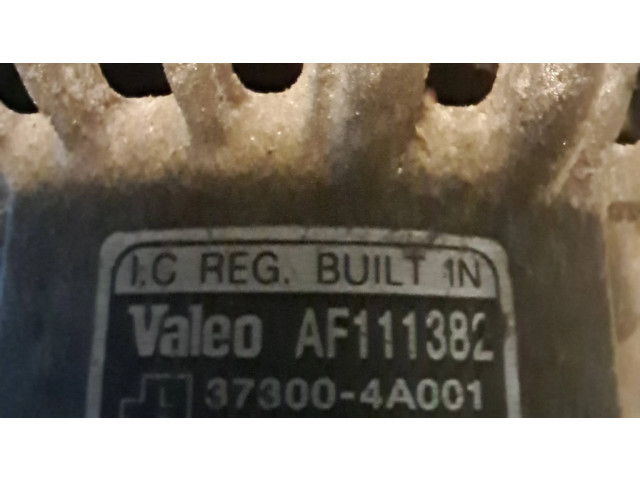 I.C REG. BUILT IN
Valeo AF111382
L 37300-4A001